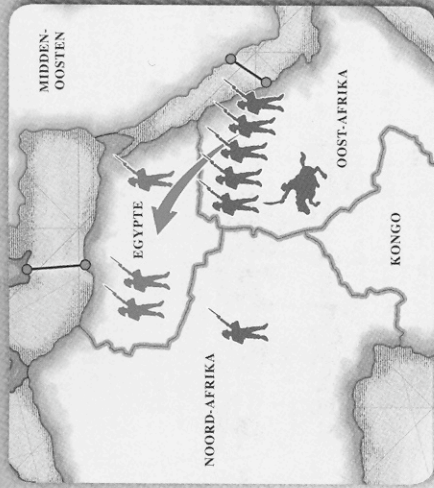 MIDDEN-
OOSTEN
EGYPTE
OOST-AFRIKA
NOORD-AFRIKA
KONGO